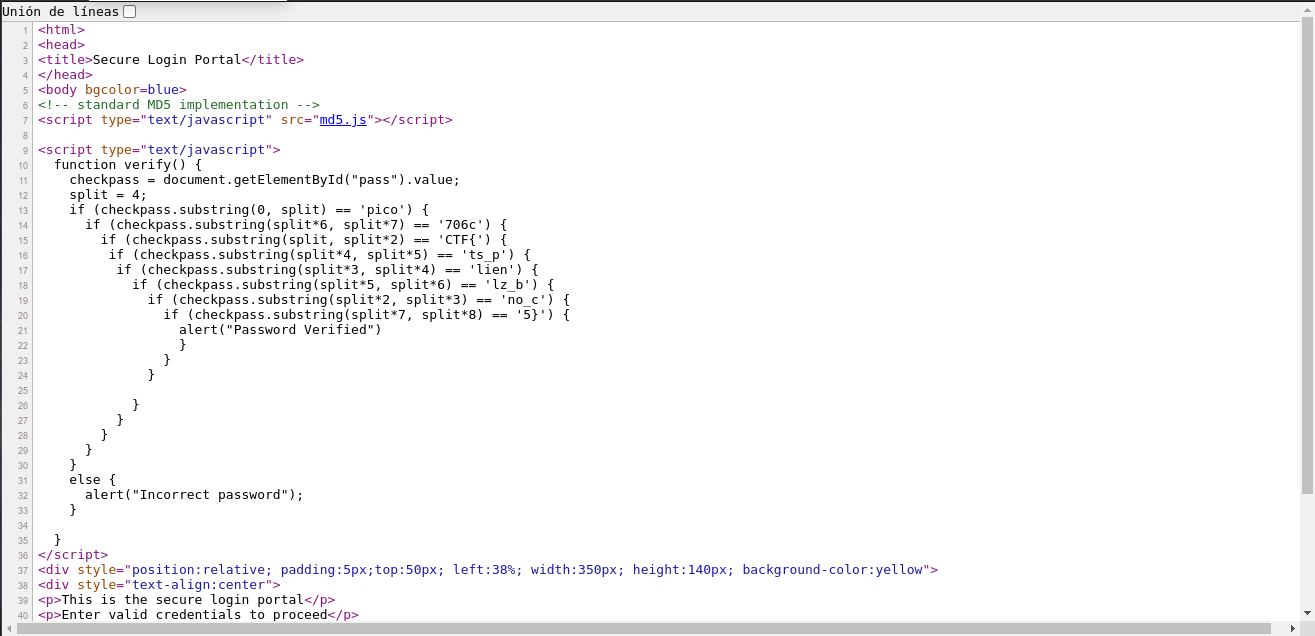 Unión de líneas
1 <html>
2 <head>
3 <title>Secure Login Portal</title>
4 </head>
5 <body bgcolor=blue>
6 <!-- standard MD5 implementation -->
7 <script type="text/javascript" src="md5.js"></script>
8
9 <script type="text/javascript">
10   function verify() {
11     checkpass = document.getElementById("pass").value;
12     split = 4;
13     if (checkpass.substring(0, split) == 'pico') {
14       if (checkpass.substring(split*6, split*7) == '706c') {
15         if (checkpass.substring(split, split*2) == 'CTF{') {
16          if (checkpass.substring(split*4, split*5) == 'ts_p') {
17           if (checkpass.substring(split*3, split*4) == 'lien') {
18             if (checkpass.substring(split*5, split*6) == 'lz_b') {
19               if (checkpass.substring(split*2, split*3) == 'no_c') {
20                 if (checkpass.substring(split*7, split*8) == '5}') {
21                   alert("Password Verified")
22                   }
23                 }
24               }
25
26             }
27           }
28         }
29       }
30     }
31     else {
32       alert("Incorrect password");
33     }
34
35   }
36 </script>
37 <div style="position:relative; padding:5px;top:50px; left:38%; width:350px; height:140px; background-color:yellow">
38 <div style="text-align:center">
39 <p>This is the secure login portal</p>
40 <p>Enter valid credentials to proceed</p>